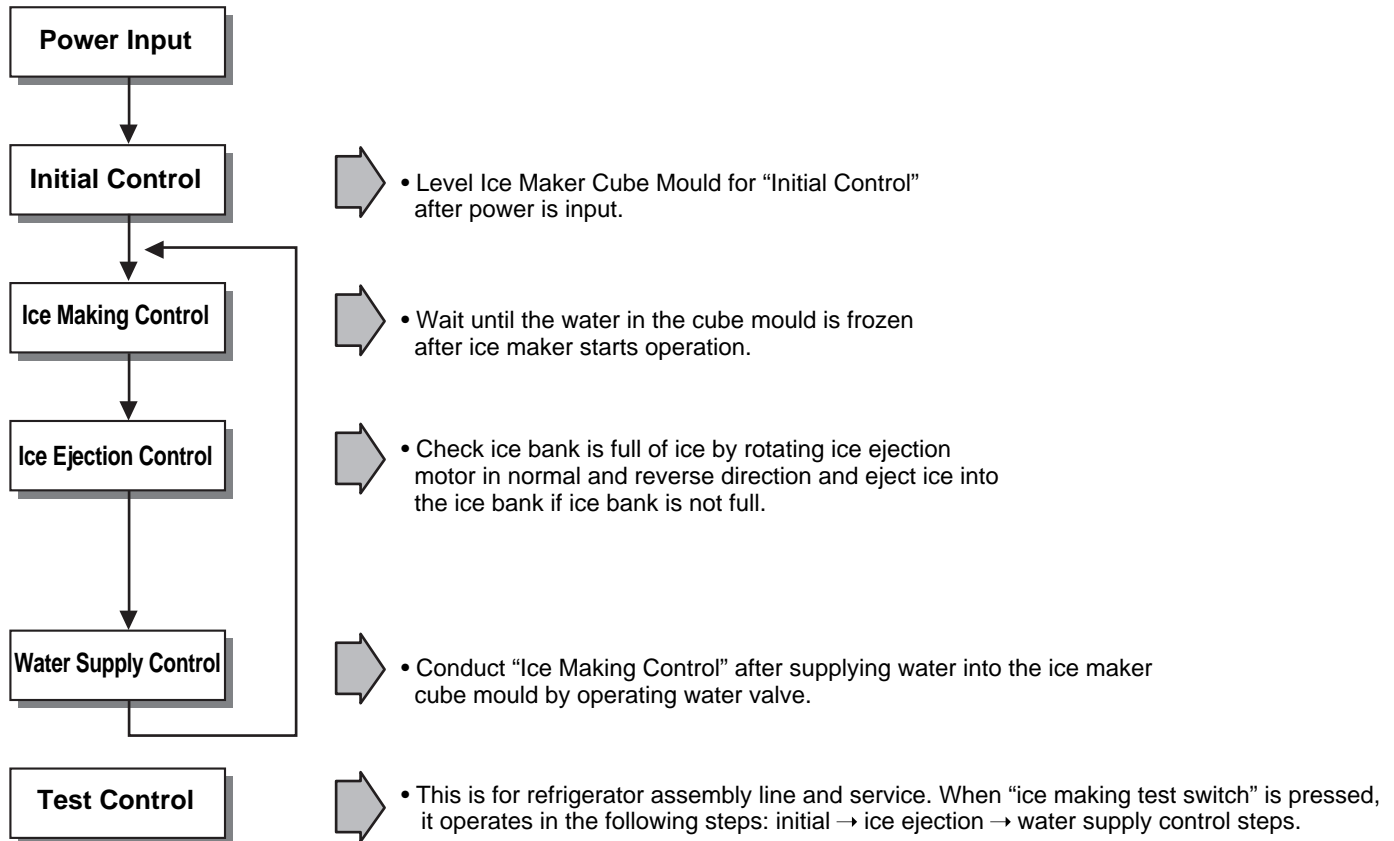 Power Input
Initial Control
• Level Ice Maker Cube Mould for “Initial Control”
after power is input.
Ice Making Control
• Wait until the water in the cube mould is frozen
after ice maker starts operation.
Ice Ejection Control
• Check ice bank is full of ice by rotating ice ejection
motor in normal and reverse direction and eject ice into
the ice bank if ice bank is not full.
Water Supply Control
• Conduct “Ice Making Control” after supplying water into the ice maker
cube mould by operating water valve.
Test Control
• This is for refrigerator assembly line and service. When “ice making test switch” is pressed,
it operates in the following steps: initial → ice ejection → water supply control steps.